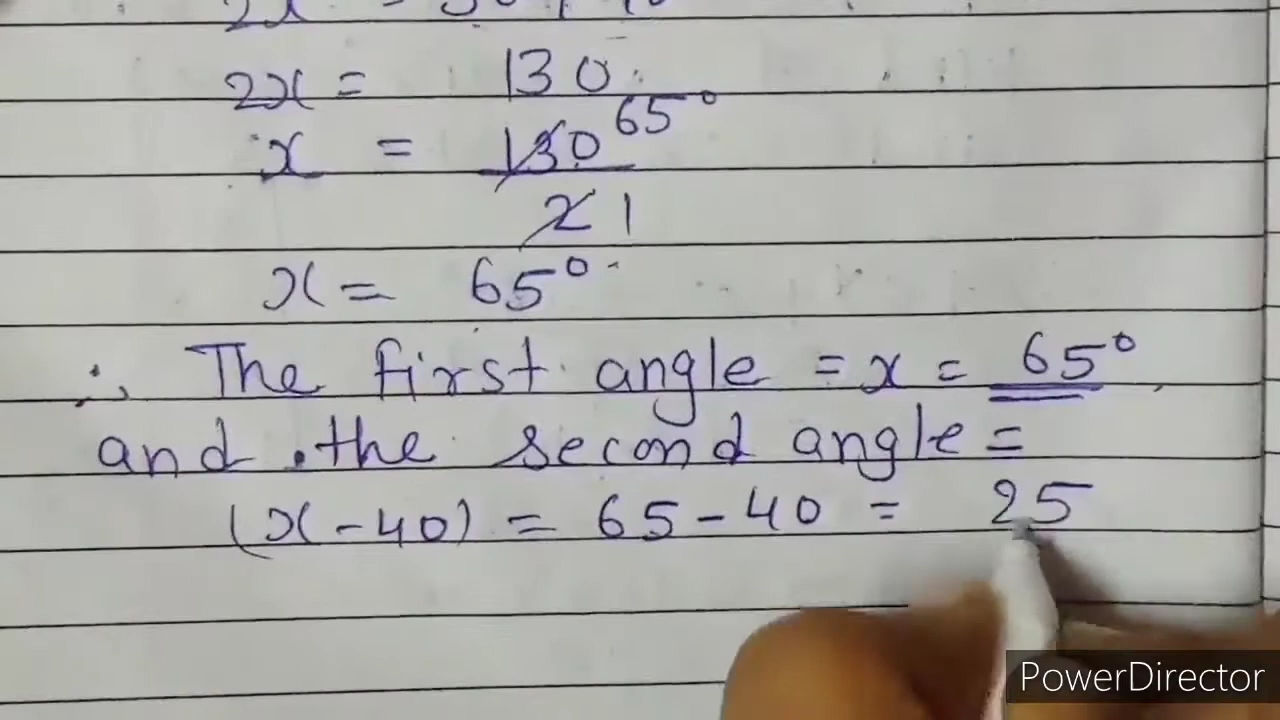 2x = 130
x = 130 65°
2 1
x = 65°
∴ The first angle = x = 65°
and the second angle =
(x - 40) = 65 - 40 = 25
PowerDirector